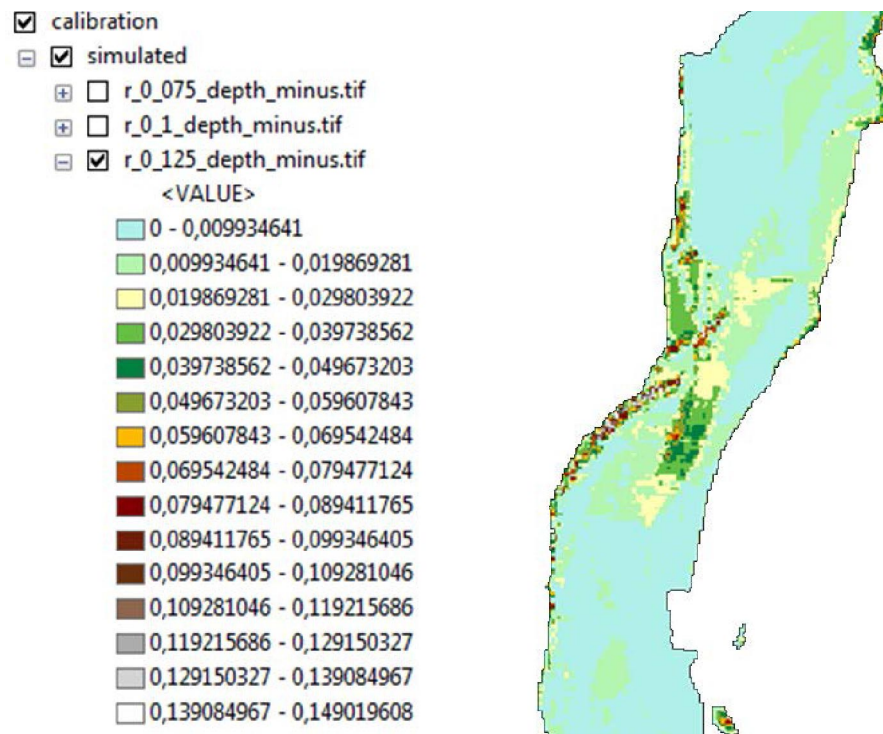 calibration
simulated
r_0_075_depth_minus.tif
r_0_1_depth_minus.tif
r_0_125_depth_minus.tif
<VALUE>
0 - 0,009934641
0,009934641 - 0,019869281
0,019869281 - 0,029803922
0,029803922 - 0,039738562
0,039738562 - 0,049673203
0,049673203 - 0,059607843
0,059607843 - 0,069542484
0,069542484 - 0,079477124
0,079477124 - 0,089411765
0,089411765 - 0,099346405
0,099346405 - 0,109281046
0,109281046 - 0,119215686
0,119215686 - 0,129150327
0,129150327 - 0,139084967
0,139084967 - 0,149019608